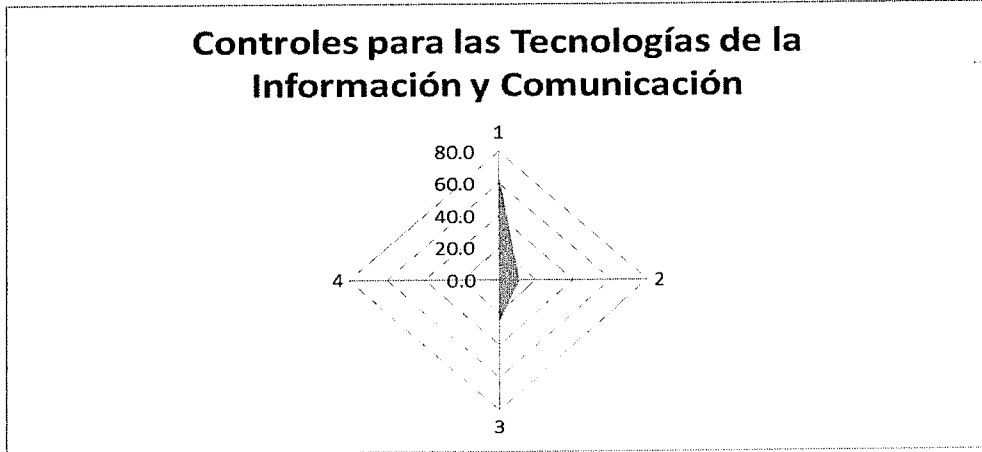 Controles para las Tecnologías de la
Información y Comunicación
1
80.0
60.0
40.0
20.0
4 0.0 2
3